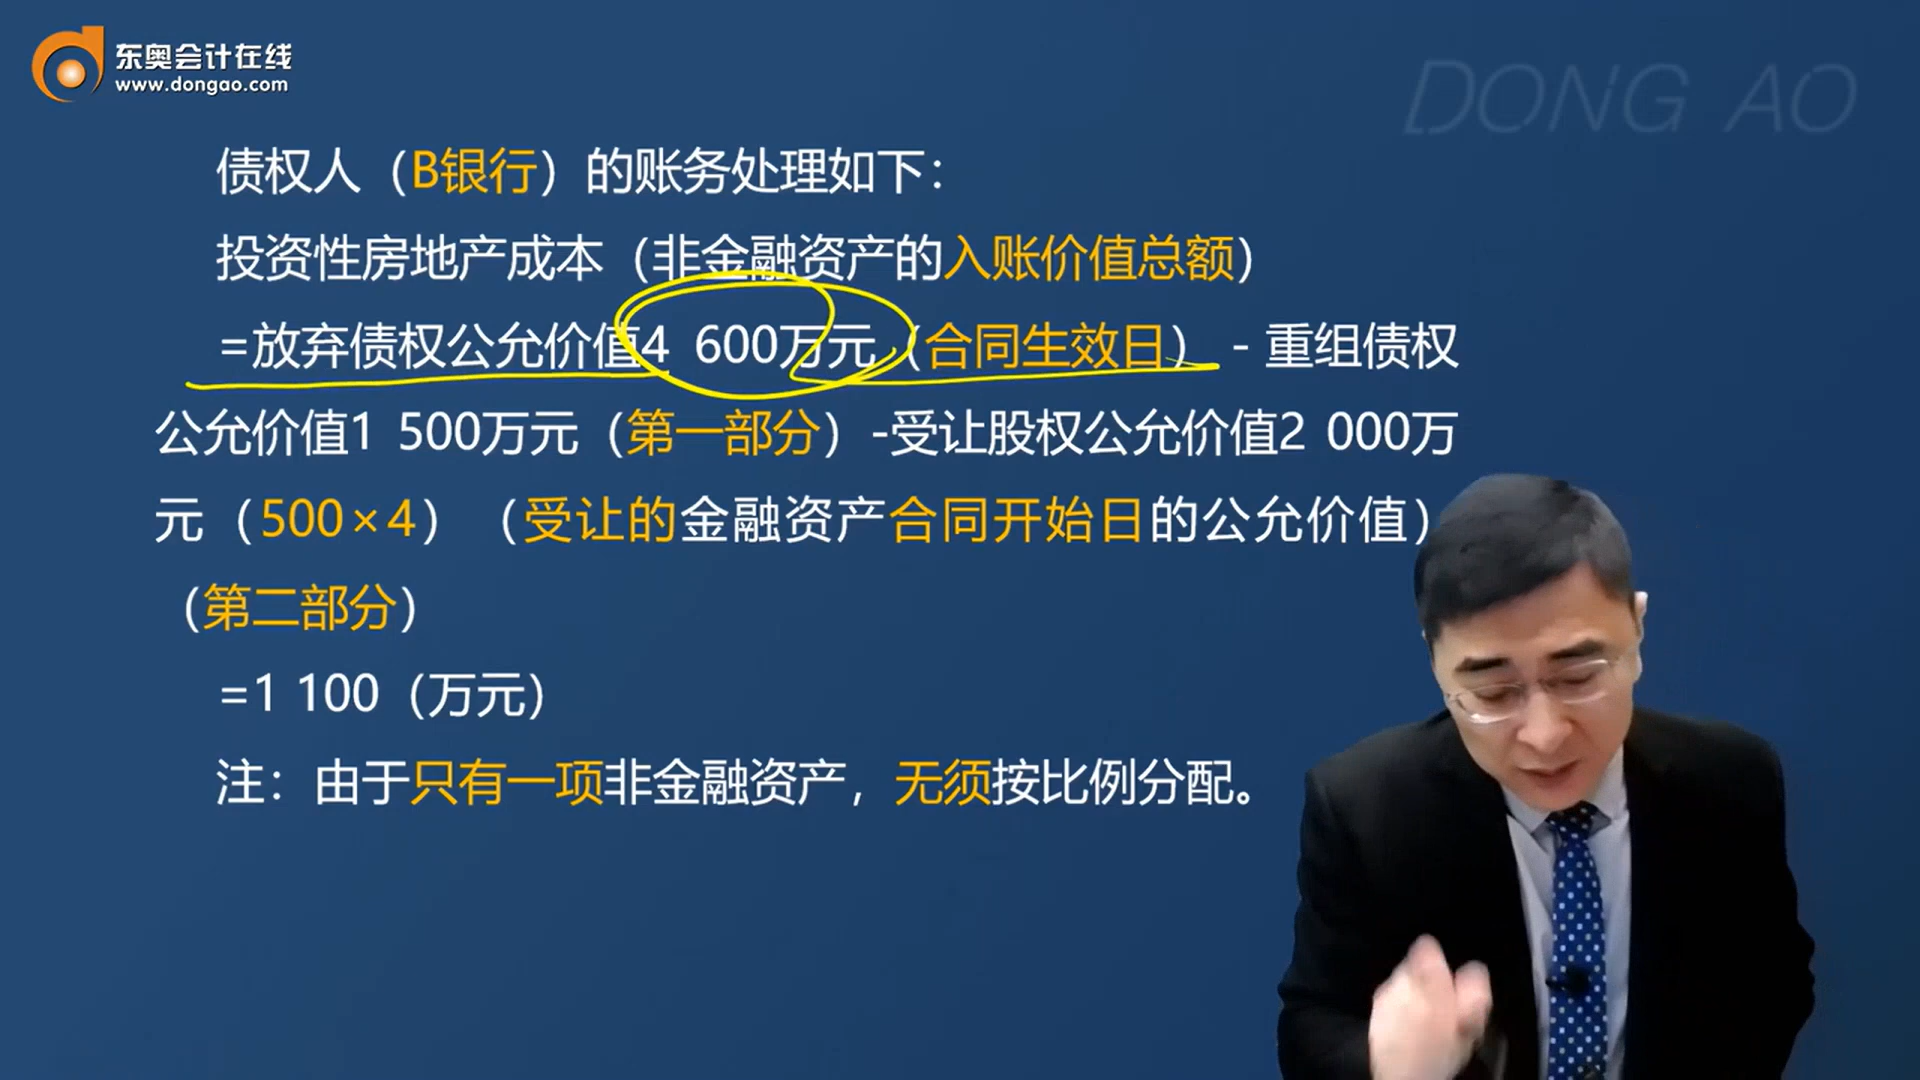 东奥会计在线
www.dongao.com
DONG AO
债权人（B银行）的账务处理如下：
投资性房地产成本（非金融资产的入账价值总额）
=放弃债权公允价值4 600万元（合同生效日） - 重组债权
公允价值1 500万元（第一部分）-受让股权公允价值2 000万
元（500×4）（受让的金融资产合同开始日的公允价值）
（第二部分）
=1 100（万元）
注：由于只有一项非金融资产，无须按比例分配。